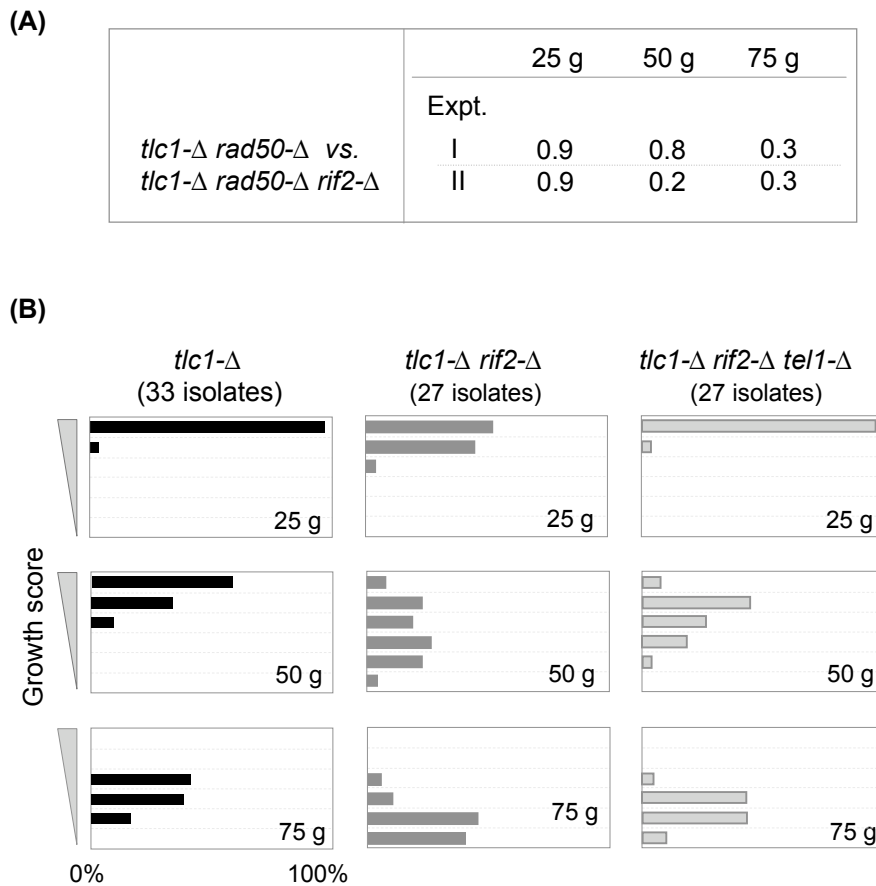 (A)
25 g 50 g 75 g
Expt.
tlc1-Δ rad50-Δ vs. I 0.9 0.8 0.3
tlc1-Δ rad50-Δ rif2-Δ II 0.9 0.2 0.3
(B)
tlc1-Δ tlc1-Δ rif2-Δ tlc1-Δ rif2-Δ tel1-Δ
(33 isolates) (27 isolates) (27 isolates)
25 g 25 g 25 g
Growth score
50 g 50 g 50 g
75 g 75 g 75 g
0% 100%